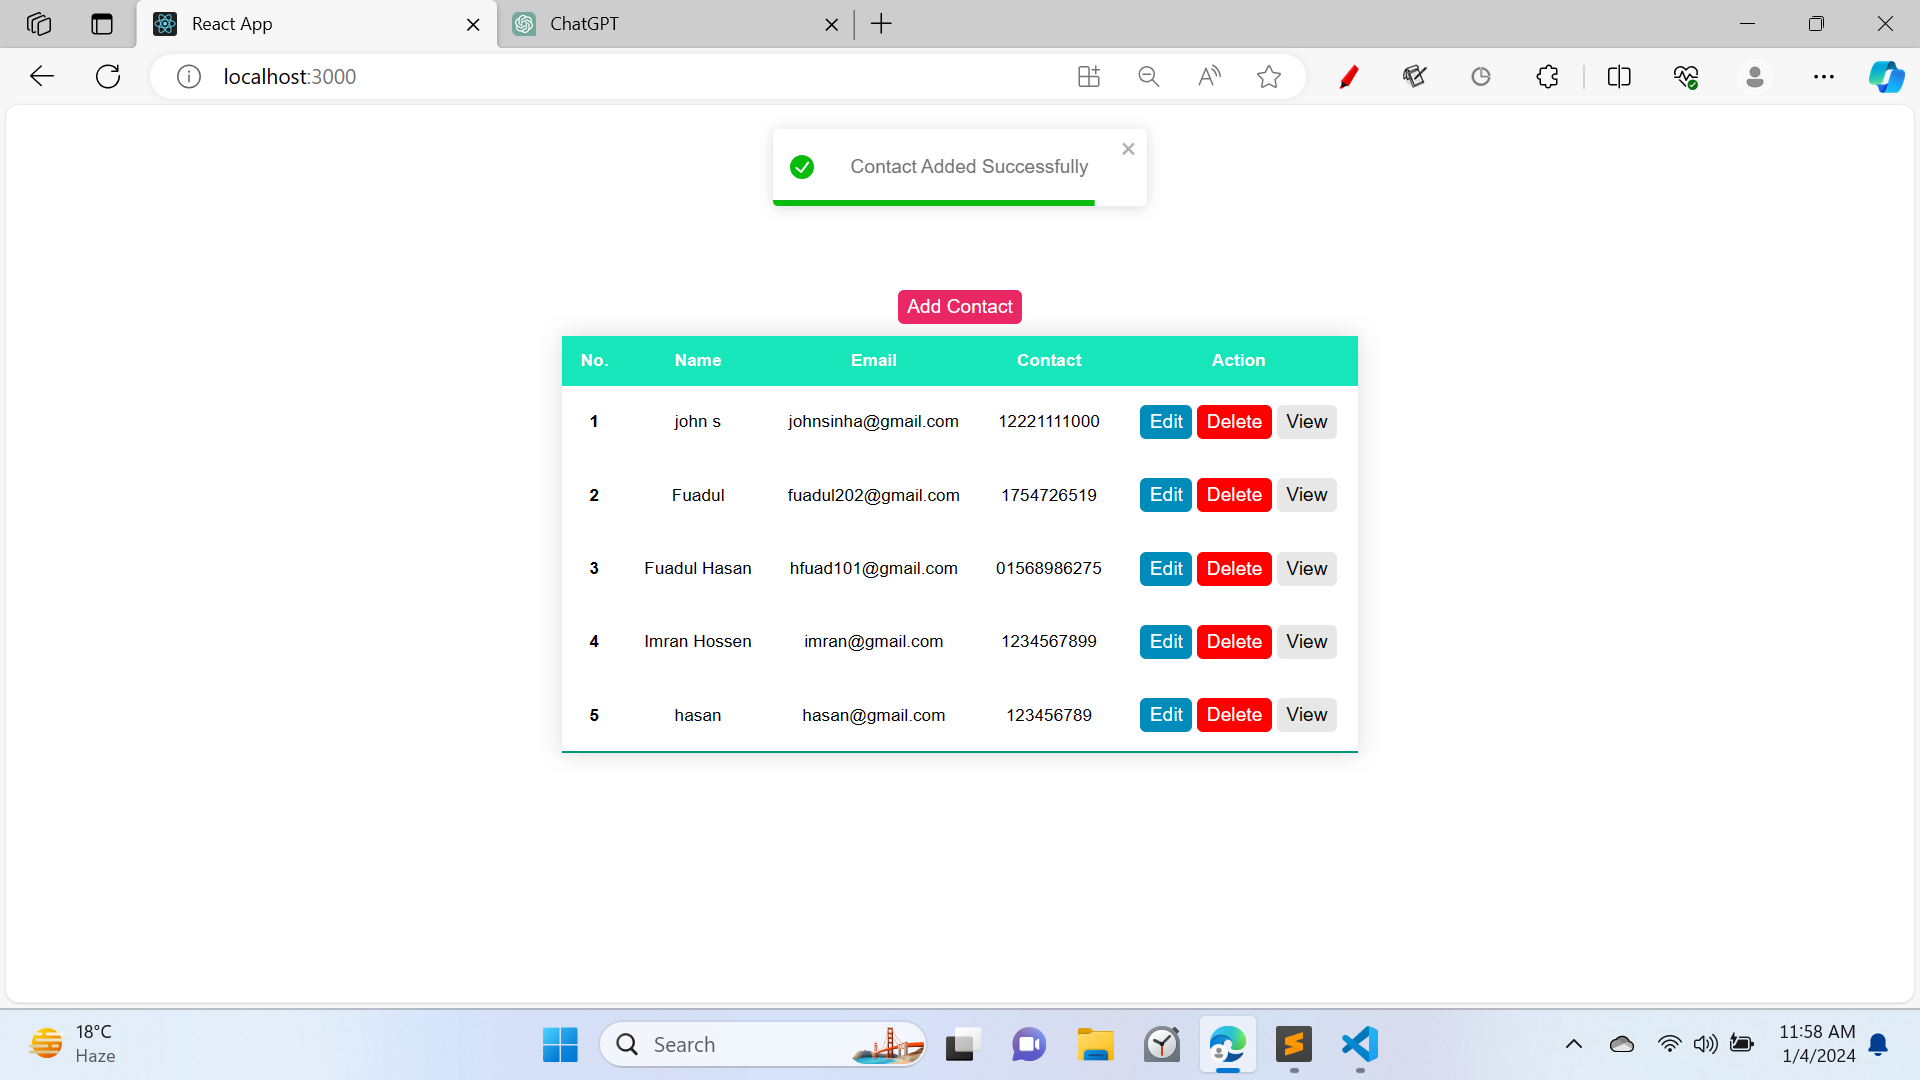 React App
ChatGPT
localhost:3000
Contact Added Successfully
Add Contact
No. Name Email Contact Action
1 john s johnsinha@gmail.com 12221111000 Edit Delete View
2 Fuadul fuadul202@gmail.com 1754726519 Edit Delete View
3 Fuadul Hasan hfuad101@gmail.com 01568986275 Edit Delete View
4 Imran Hossen imran@gmail.com 1234567899 Edit Delete View
5 hasan hasan@gmail.com 123456789 Edit Delete View
18°C
Haze
Search
11:58 AM
1/4/2024